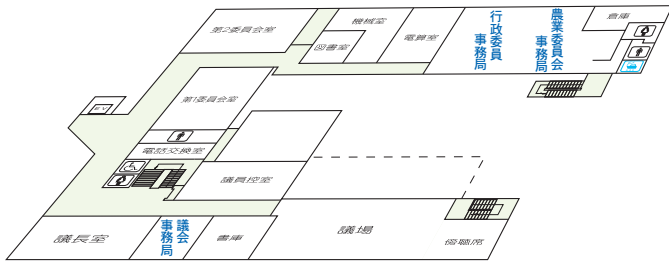 第2委員会室
機械室
図書室
電算室
行政委員
事務局
農業委員会
事務局
倉庫
第1委員会室
EV
電話交換室
議員控室
議長室
議会
事務局
書庫
議場
傍聴席